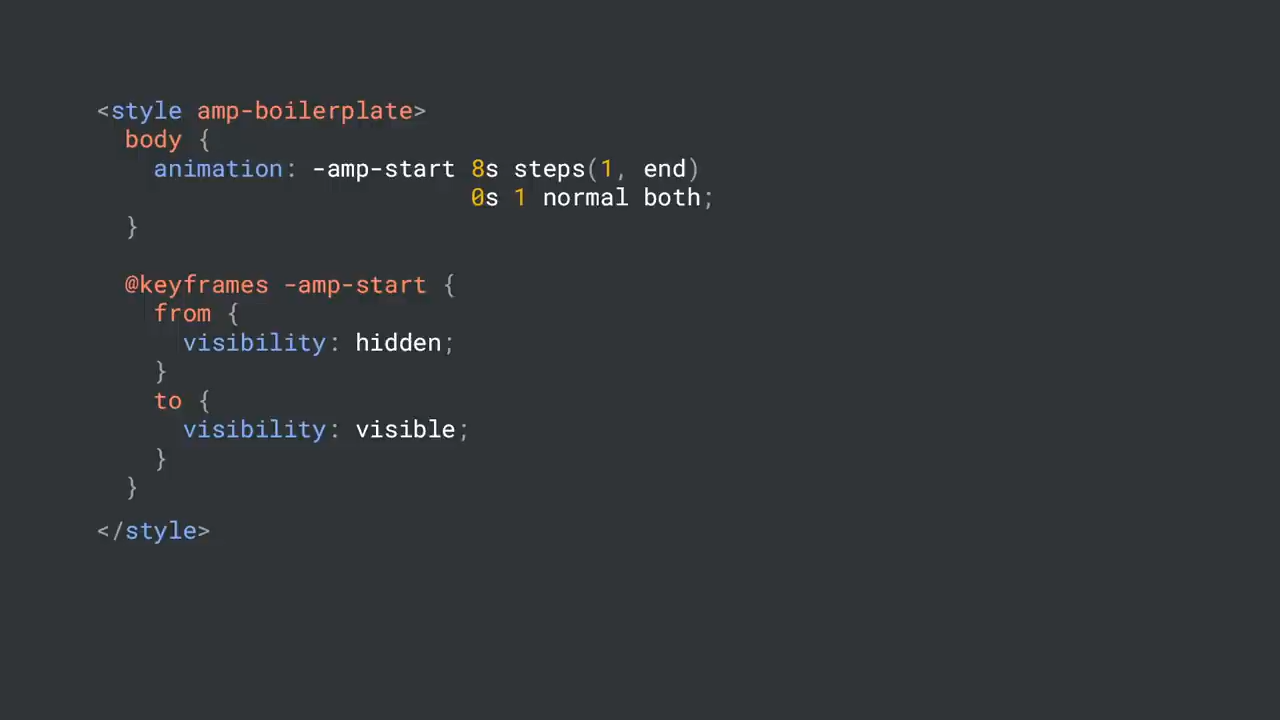 <style amp-boilerplate>
body {
animation: -amp-start 8s steps(1, end)
0s 1 normal both;
}
@keyframes -amp-start {
from {
visibility: hidden;
}
to {
visibility: visible;
}
}
</style>